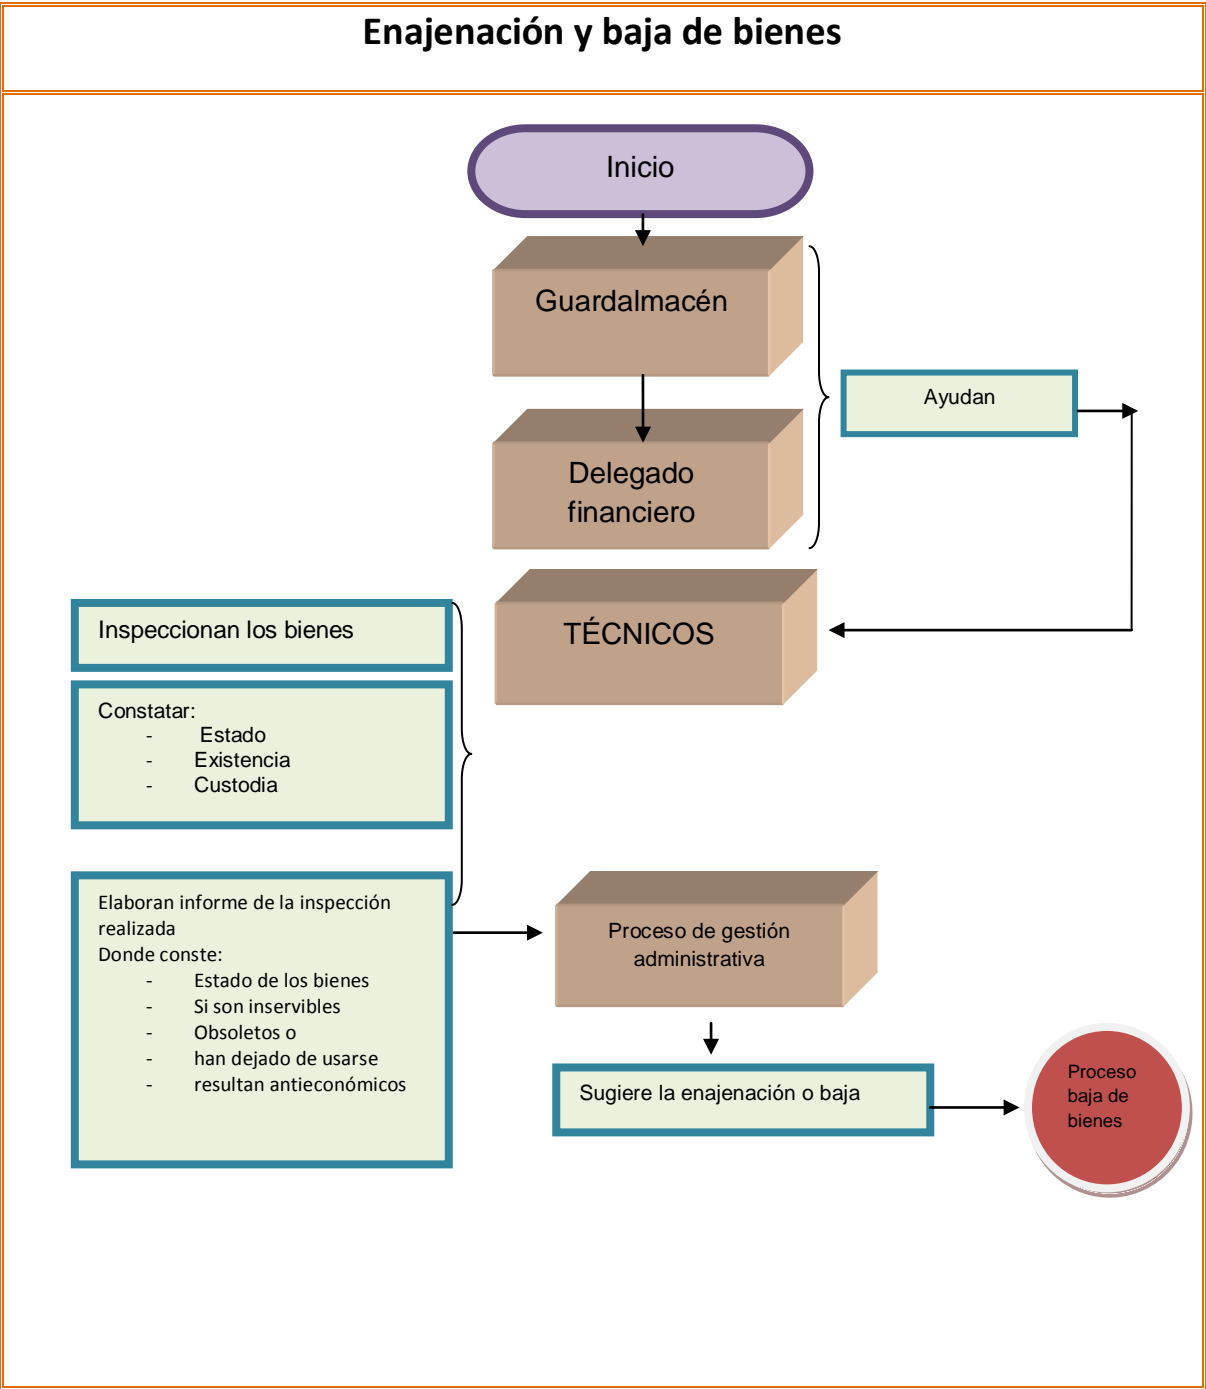 Enajenación y baja de bienes
Inicio
Guardalmacén
Ayudan
Delegado
financiero
TÉCNICOS
Inspeccionan los bienes
Constatar:
- Estado
- Existencia
- Custodia
Elaboran informe de la inspección
realizada
Donde conste:
- Estado de los bienes
- Si son inservibles
- Obsoletos o
- han dejado de usarse
- resultan antieconómicos
Proceso de gestión
administrativa
Sugiere la enajenación o baja
Proceso
baja de
bienes